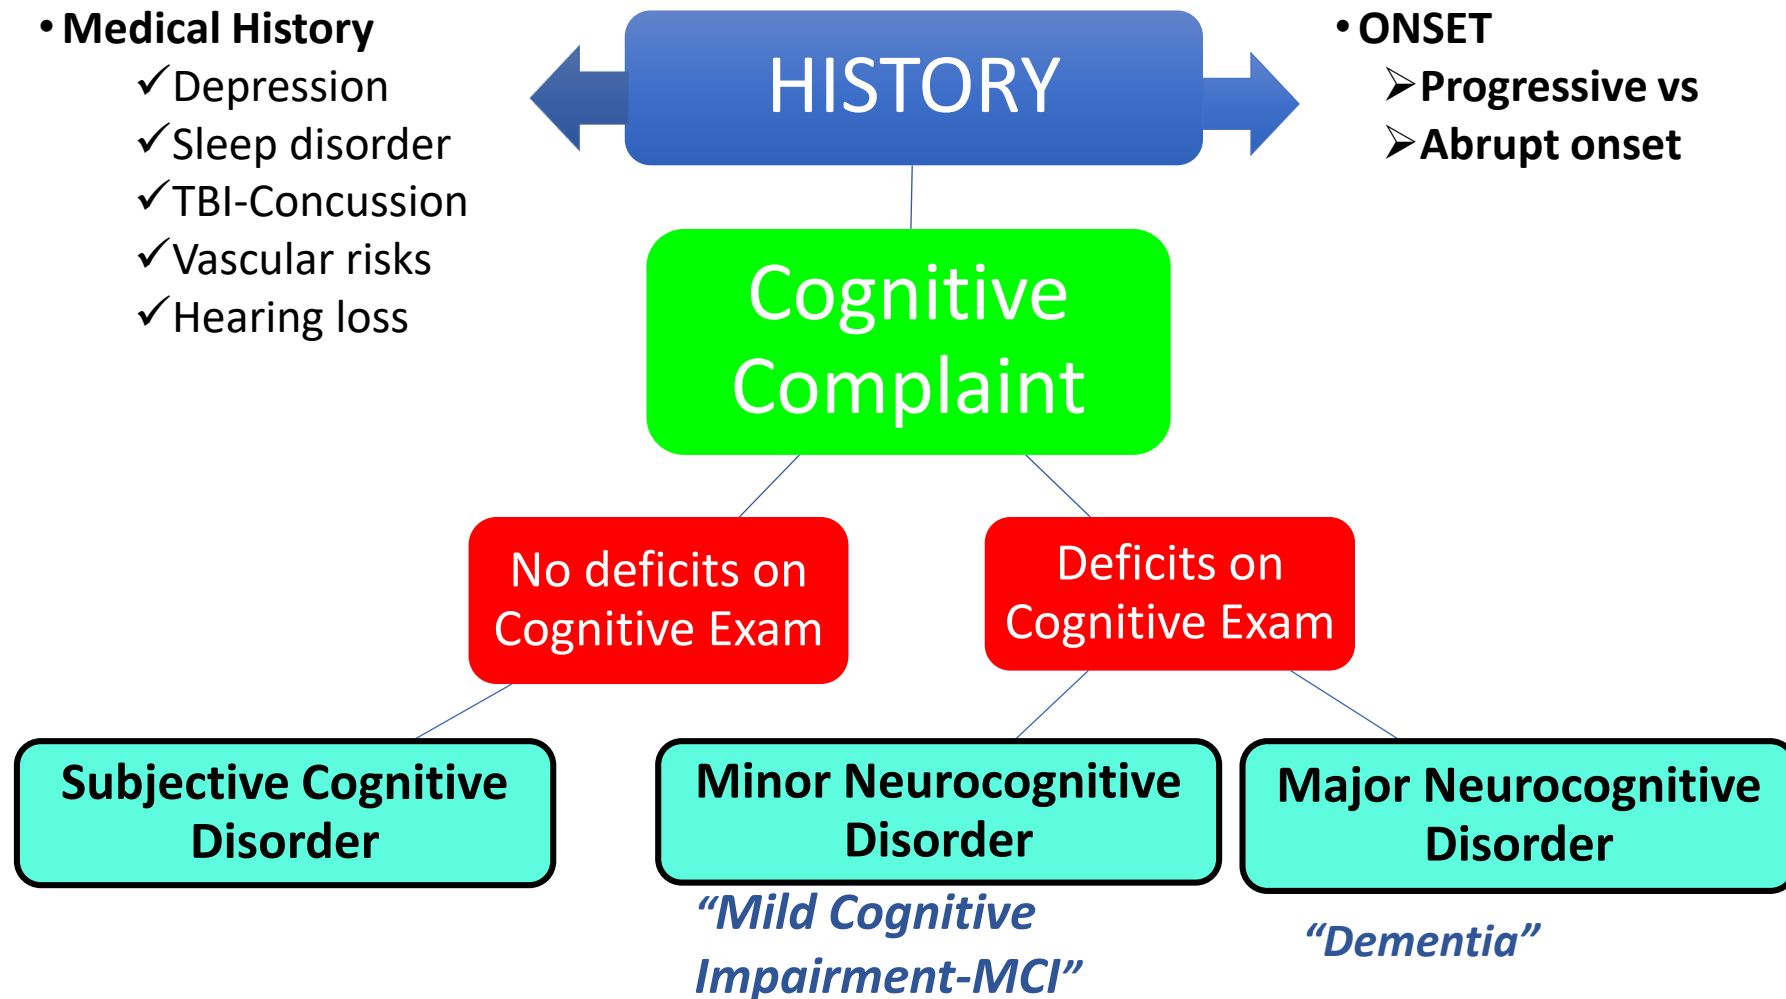 • Medical History
✓Depression
✓Sleep disorder
✓TBI-Concussion
✓Vascular risks
✓Hearing loss
HISTORY
• ONSET
➢Progressive vs
➢Abrupt onset
Cognitive
Complaint
No deficits on
Cognitive Exam
Deficits on
Cognitive Exam
Subjective Cognitive
Disorder
Minor Neurocognitive
Disorder
“Mild Cognitive
Impairment-MCI”
Major Neurocognitive
Disorder
“Dementia”